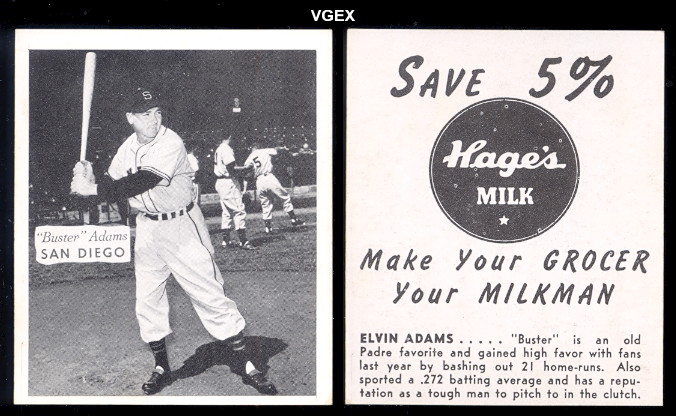 VGEX
S
5
"Buster" Adams
SAN DIEGO
SAVE 5%
Hage's
MILK
Make Your GROCER
Your MILKMAN
ELVIN ADAMS ..... "Buster" is an old
Padre favorite and gained high favor with fans
last year by bashing out 21 home-runs. Also
sported a .272 batting average and has a repu-
tation as a tough man to pitch to in the clutch.